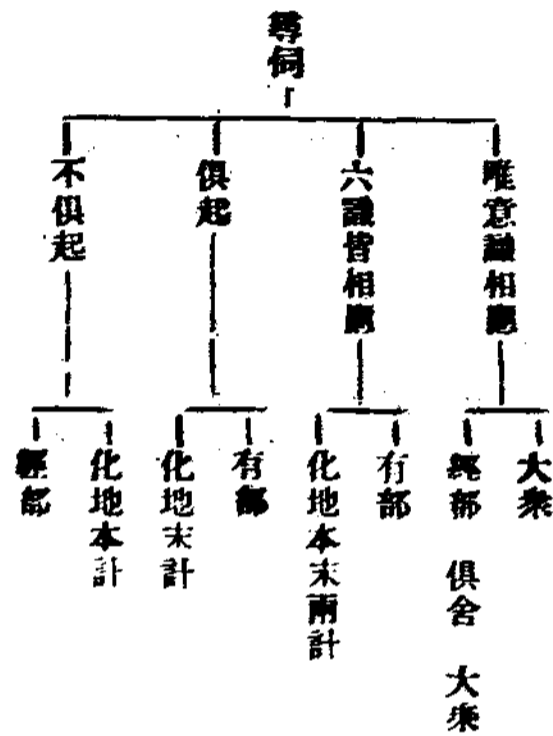 尋伺
唯意識相應
六識皆相應
俱起
不俱起
大衆
經部 俱舍 大衆
有部
化地本末兩計
有部
化地末計
化地本計
經部